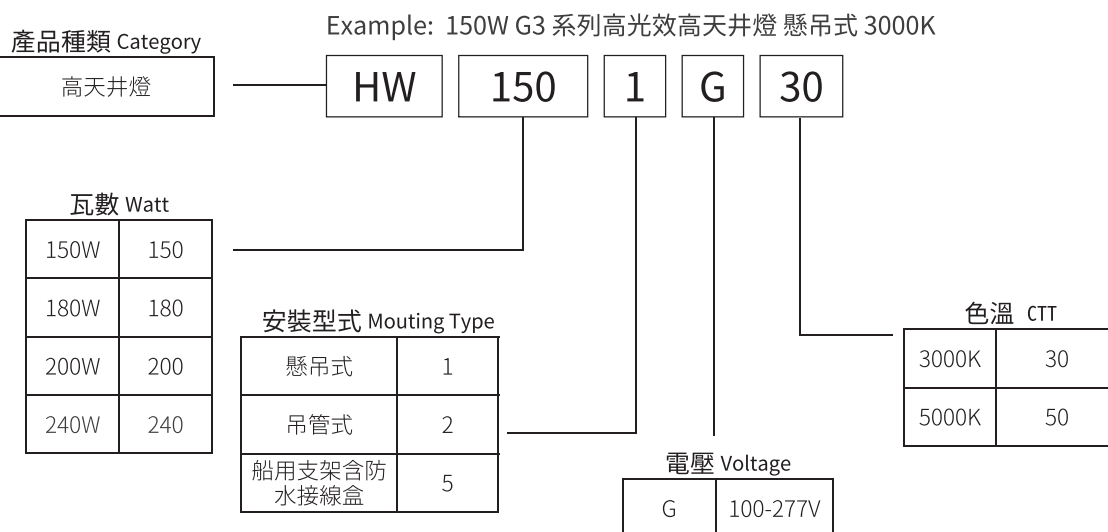 Example: 150W G3 系列高光效高天井燈 懸吊式 3000K
產品種類 Category
高天井燈
HW 150 1 G 30
瓦數 Watt
150W 150
180W 180
200W 200
240W 240
安裝型式 Mouting Type
懸吊式 1
吊管式 2
船用支架含防
水接線盒 5
色溫 CTT
3000K 30
5000K 50
電壓 Voltage
G 100-277V